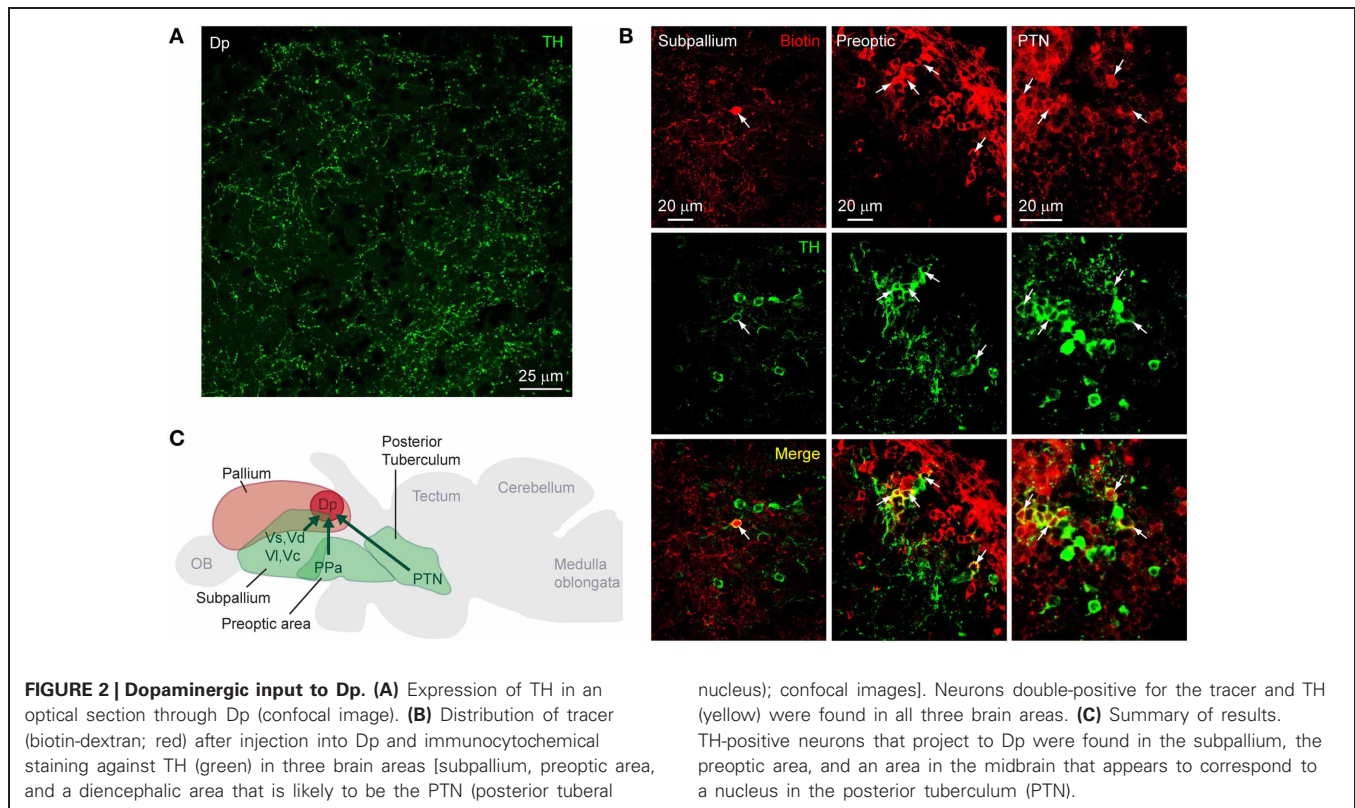 A
Dp
TH
25 μm
B
Subpallium
Biotin
Preoptic
PTN
20 μm
20 μm
20 μm
TH
Merge
C
Pallium
Posterior
Tuberculum
Tectum
Cerebellum
Dp
Vs,Vd
Vl,Vc
OB
PPa
PTN
Medulla
oblongata
Subpallium
Preoptic area
FIGURE 2 | Dopaminergic input to Dp. (A) Expression of TH in an
optical section through Dp (confocal image). (B) Distribution of tracer
(biotin-dextran; red) after injection into Dp and immunocytochemical
staining against TH (green) in three brain areas [subpallium, preoptic area,
and a diencephalic area that is likely to be the PTN (posterior tuberal
nucleus); confocal images]. Neurons double-positive for the tracer and TH
(yellow) were found in all three brain areas. (C) Summary of results.
TH-positive neurons that project to Dp were found in the subpallium, the
preoptic area, and an area in the midbrain that appears to correspond to
a nucleus in the posterior tuberculum (PTN).